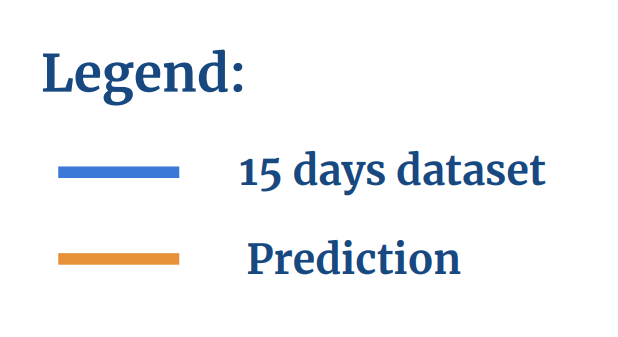 Legend:
15 days dataset
Prediction